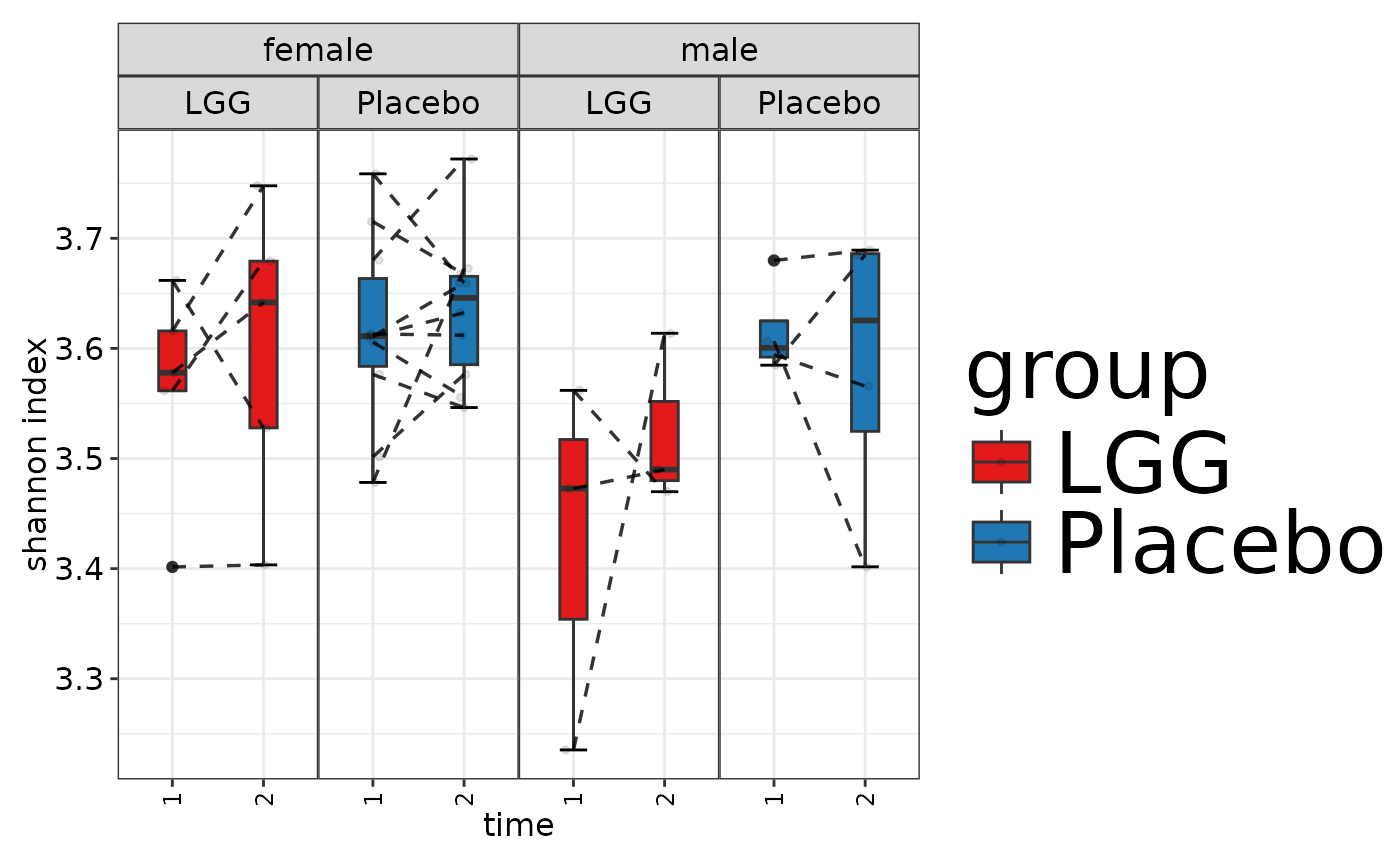 female male
LGG Placebo LGG Placebo
3.7
3.6
3.5
3.4
3.3
shannon index
1 2 1 2 1 2 1 2
time
group
LGG
Placebo